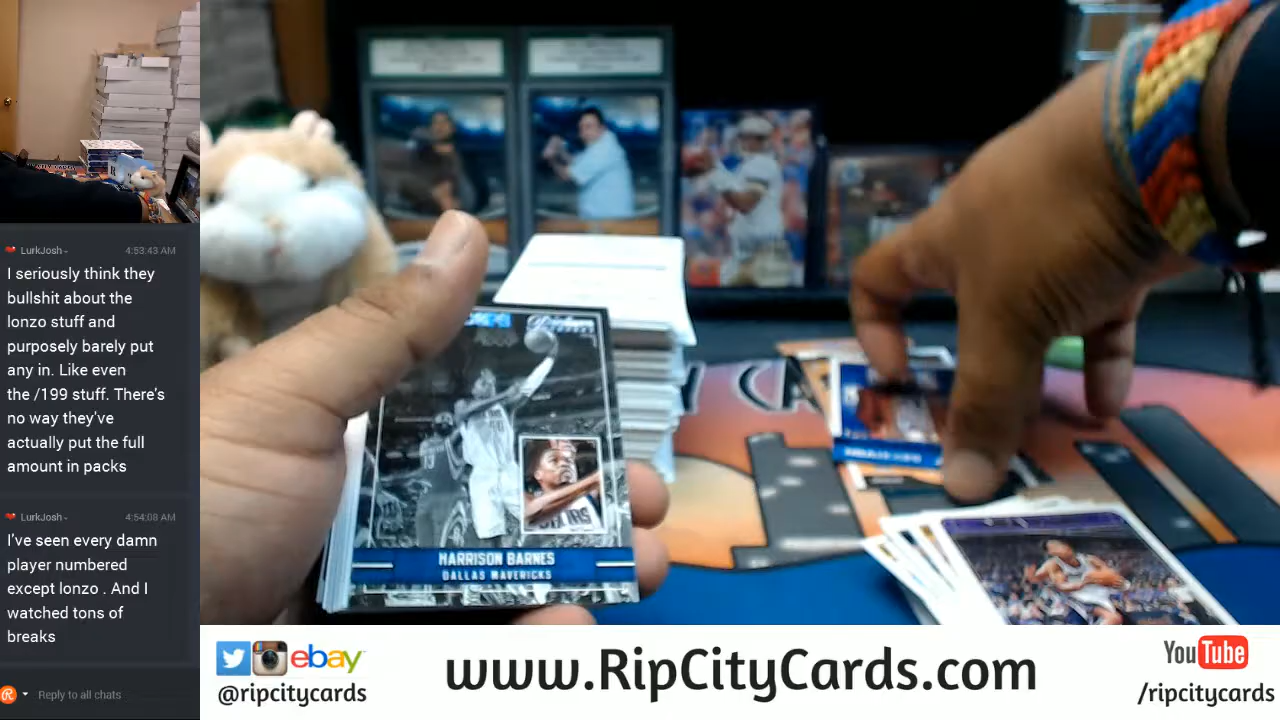 LurkJosh~ 4:53:43 AM
I seriously think they
bullshit about the
lonzo stuff and
purposely barely put
any in. Like even
the /199 stuff. There's
no way they've
actually put the full
amount in packs
LurkJosh~ 4:54:08 AM
I've seen every damn
player numbered
except lonzo . And I
watched tons of
breaks
Reply to all chats
HARRISON BARNES
DALLAS MAVERICKS
ebay
@ripcitycards
www.RipCityCards.com
YouTube
/ripcitycards